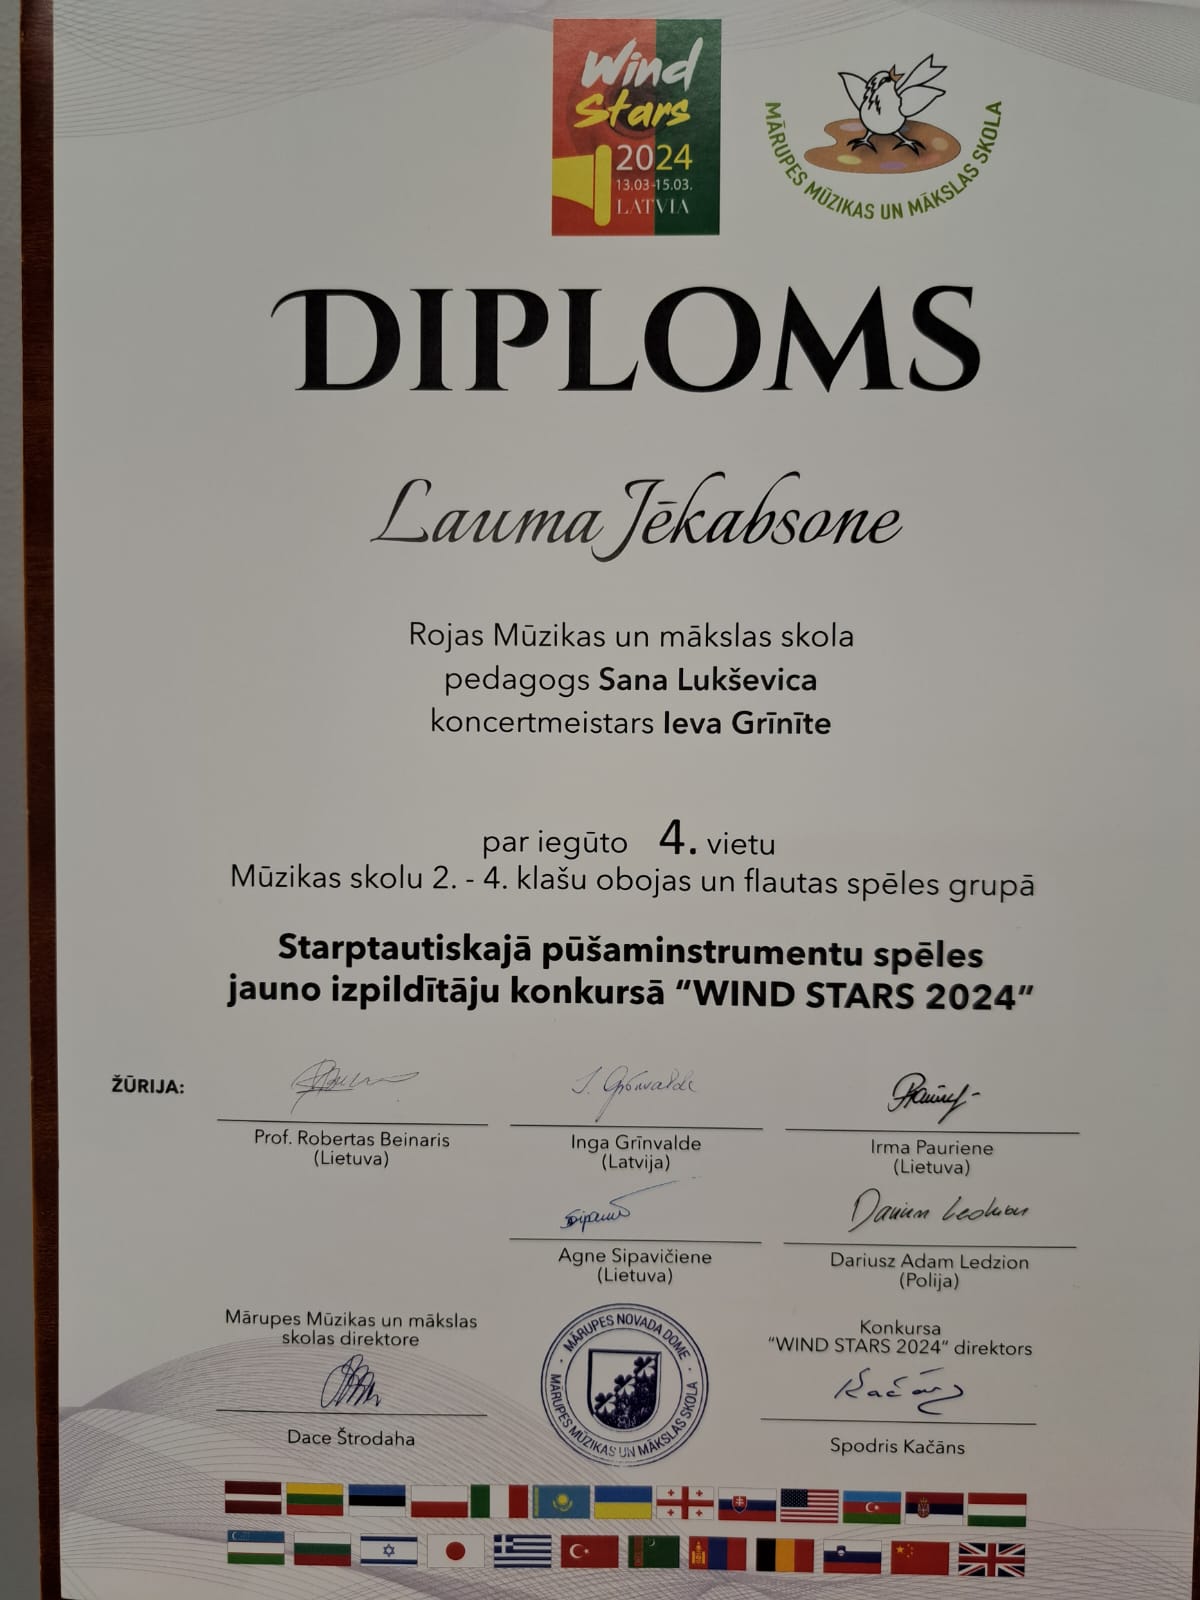 Wind
Stars
2024
13.03-15.03.
LATVIA
MĀRUPES MŪZIKAS UN MĀKSLAS SKOLA
DIPLOMS
Lauma Jēkabsone
Rojas Mūzikas un mākslas skola
pedagogs Sana Lukševica
koncertmeistars Ieva Grīnīte
par iegūto 4. vietu
Mūzikas skolu 2. - 4. klašu obojas un flautas spēles grupā
Starptautiskajā pūšaminstrumentu spēles
jauno izpildītāju konkursā "WIND STARS 2024"
ŽŪRIJA:
I. Grīnvalde
Prof. Robertas Beinaris
(Lietuva)
Inga Grīnvalde
(Latvija)
Irma Pauriene
(Lietuva)
Agne Sipavičiene
(Lietuva)
Dariusz Adam Ledzion
(Polija)
Mārupes Mūzikas un mākslas
skolas direktore
Dace Štrodaha
MĀRUPES NOVADA DOME
MĀRUPES MŪZIKAS UN MĀKSLAS SKOLA
Konkursa
"WIND STARS 2024" direktors
Spodris Kačāns